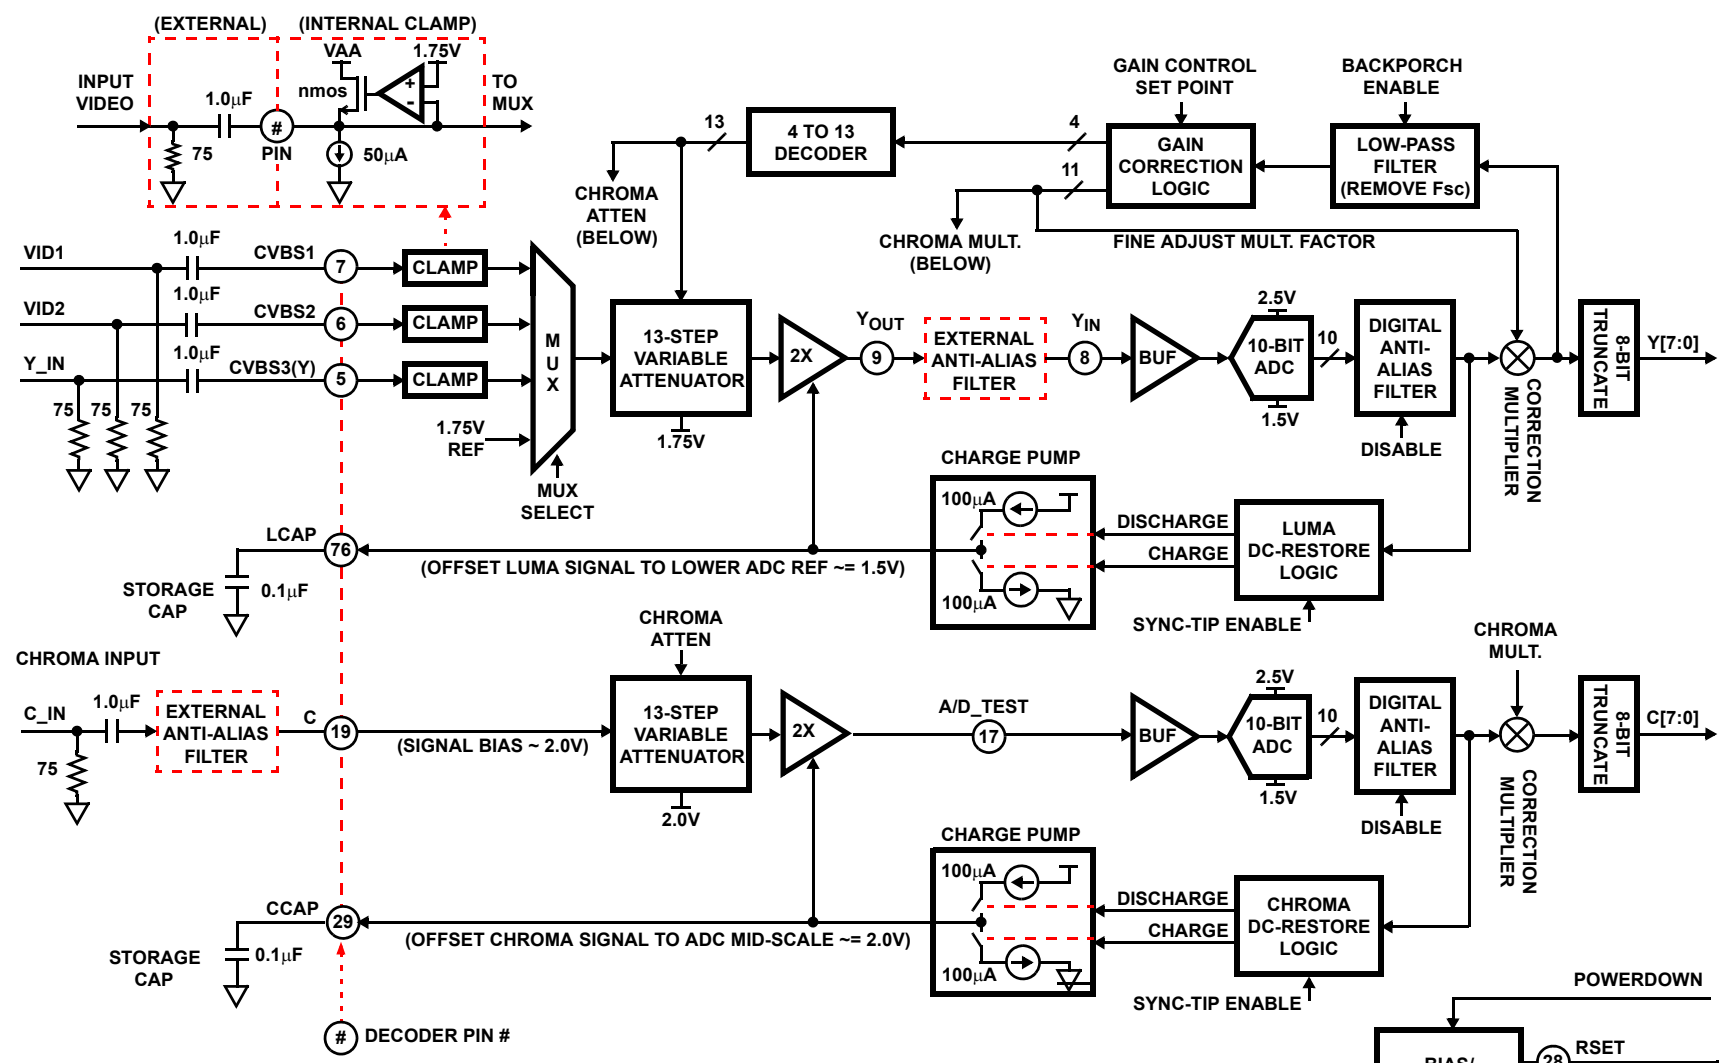 (EXTERNAL)
(INTERNAL CLAMP)
VAA
1.75V
INPUT
VIDEO
1.0µF
nmos
+
-
TO
MUX
#
PIN
75
50µA
GAIN CONTROL
SET POINT
BACKPORCH
ENABLE
13
4 TO 13
DECODER
4
11
GAIN
CORRECTION
LOGIC
LOW-PASS
FILTER
(REMOVE Fsc)
CHROMA
ATTEN
(BELOW)
CHROMA MULT.
(BELOW)
FINE ADJUST MULT. FACTOR
VID1
1.0µF
CVBS1
7
CLAMP
VID2
1.0µF
CVBS2
6
CLAMP
Y_IN
1.0µF
CVBS3(Y)
5
CLAMP
75
75
75
1.75V
REF
MUX
MUX
SELECT
13-STEP
VARIABLE
ATTENUATOR
1.75V
2X
YOUT
9
EXTERNAL
ANTI-ALIAS
FILTER
YIN
8
BUF
2.5V
10-BIT
ADC
1.5V
10
DIGITAL
ANTI-
ALIAS
FILTER
DISABLE
CORRECTION
MULTIPLIER
8-BIT
TRUNCATE
Y[7:0]
CHARGE PUMP
100µA
100µA
DISCHARGE
CHARGE
LUMA
DC-RESTORE
LOGIC
SYNC-TIP ENABLE
LCAP
76
(OFFSET LUMA SIGNAL TO LOWER ADC REF ~= 1.5V)
STORAGE
CAP
0.1µF
CHROMA INPUT
C_IN
1.0µF
75
EXTERNAL
ANTI-ALIAS
FILTER
C
19
(SIGNAL BIAS ~ 2.0V)
CHROMA
ATTEN
13-STEP
VARIABLE
ATTENUATOR
2.0V
2X
A/D_TEST
17
BUF
2.5V
10-BIT
ADC
1.5V
10
DIGITAL
ANTI-
ALIAS
FILTER
DISABLE
CHROMA
MULT.
CORRECTION
MULTIPLIER
8-BIT
TRUNCATE
C[7:0]
CHARGE PUMP
100µA
100µA
DISCHARGE
CHARGE
CHROMA
DC-RESTORE
LOGIC
SYNC-TIP ENABLE
CCAP
29
(OFFSET CHROMA SIGNAL TO ADC MID-SCALE ~= 2.0V)
STORAGE
CAP
0.1µF
#
DECODER PIN #
POWERDOWN
BIAS/
28
RSET